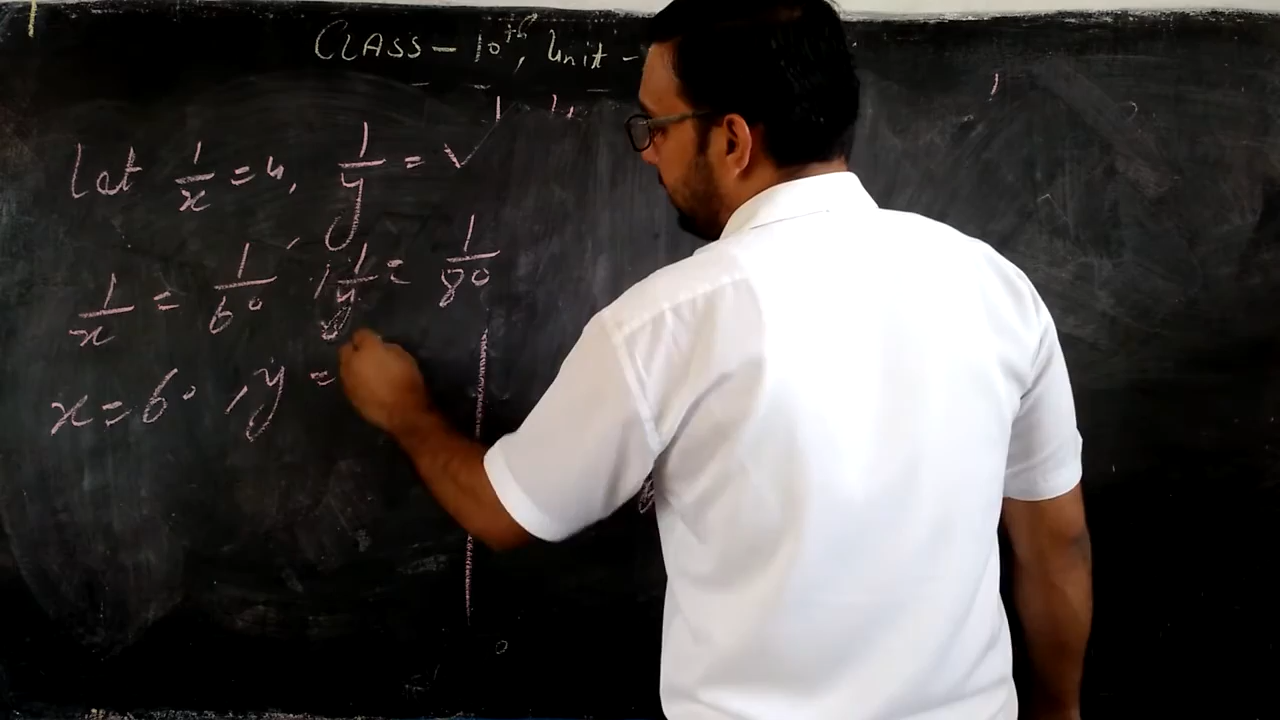 CLASS - 10th, Unit -
Let 1/x = u, 1/y = v
1/x = 1/60, 1/y = 1/80
x = 60, y =